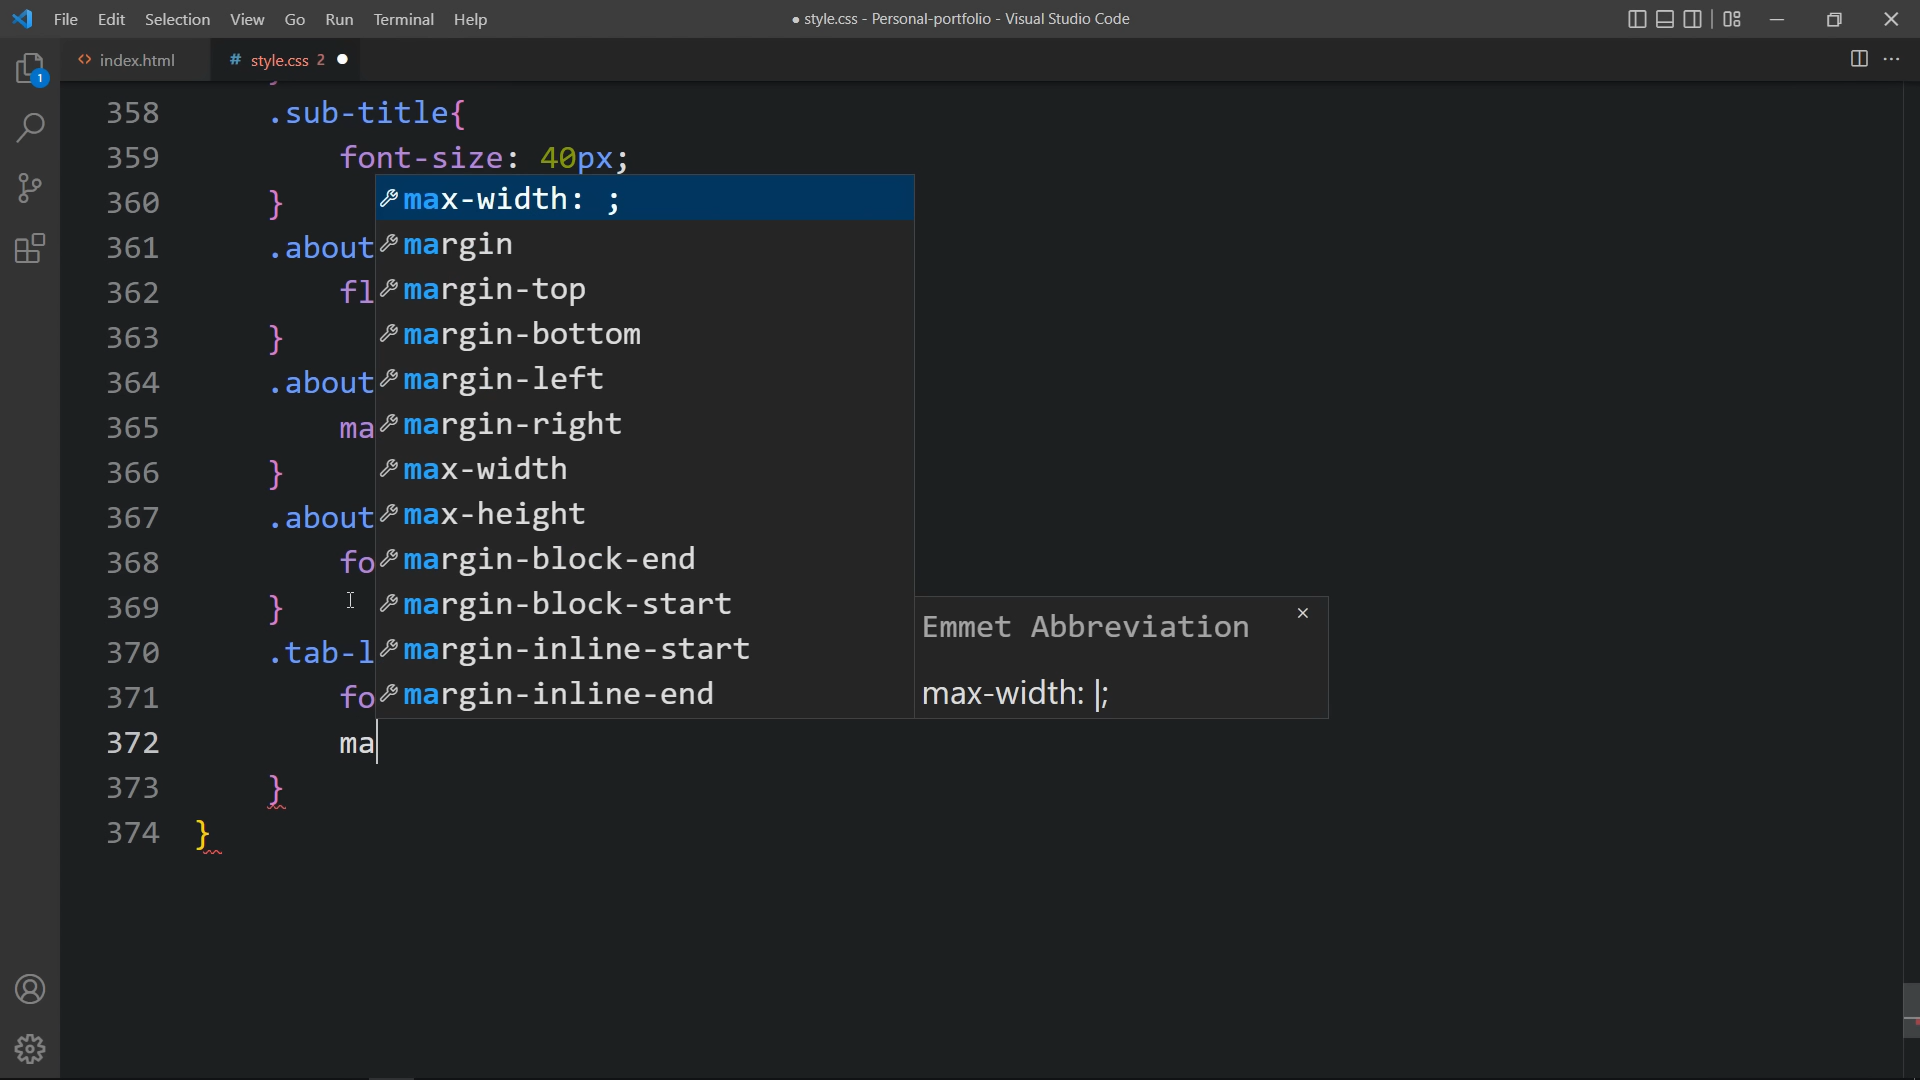 File Edit Selection View Go Run Terminal Help
● style.css - Personal-portfolio - Visual Studio Code
1
<> index.html
# style.css 2 ●
358 .sub-title{
359 font-size: 40px;
360 }
361 .about
362 fl
363 }
364 .about
365 ma
366 }
367 .about
368 fo
369 }
370 .tab-l
371 fo
372 ma
373 }
374 }
max-width: ;
margin
margin-top
margin-bottom
margin-left
margin-right
max-width
max-height
margin-block-end
margin-block-start
margin-inline-start
margin-inline-end
Emmet Abbreviation
max-width: |;